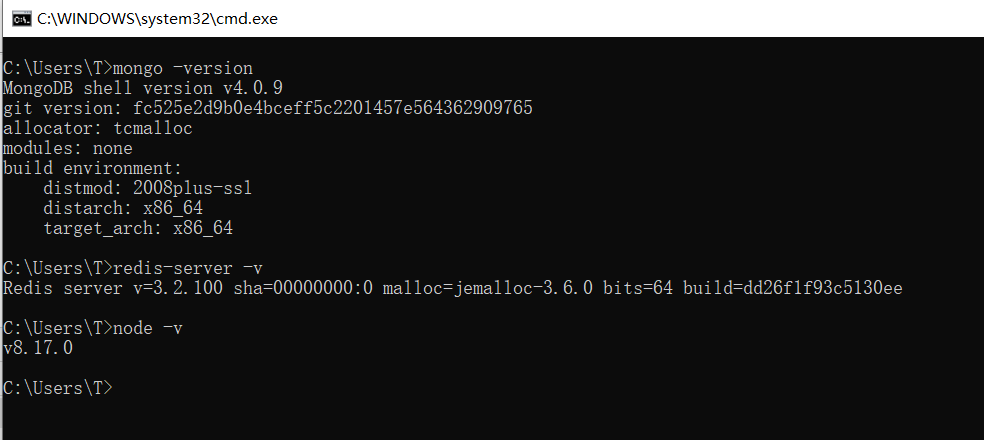 C:\WINDOWS\system32\cmd.exe
C:\Users\T>mongo -version
MongoDB shell version v4.0.9
git version: fc525e2d9b0e4bceff5c2201457e564362909765
allocator: tcmalloc
modules: none
build environment:
    distmod: 2008plus-ssl
    distarch: x86_64
    target_arch: x86_64
C:\Users\T>redis-server -v
Redis server v=3.2.100 sha=00000000:0 malloc=jemalloc-3.6.0 bits=64 build=dd26f1f93c5130ee
C:\Users\T>node -v
v8.17.0
C:\Users\T>